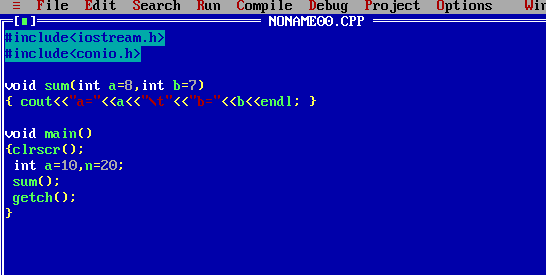 ≡ File Edit Search Run Compile Debug Project Options Win
[■] NONAME00.CPP
#include<iostream.h>
#include<conio.h>
void sum(int a=8,int b=7)
{ cout<<"a="<<a<<"\t"<<"b="<<b<<endl; }
void main()
{clrscr();
int a=10,n=20;
sum();
getch();
}